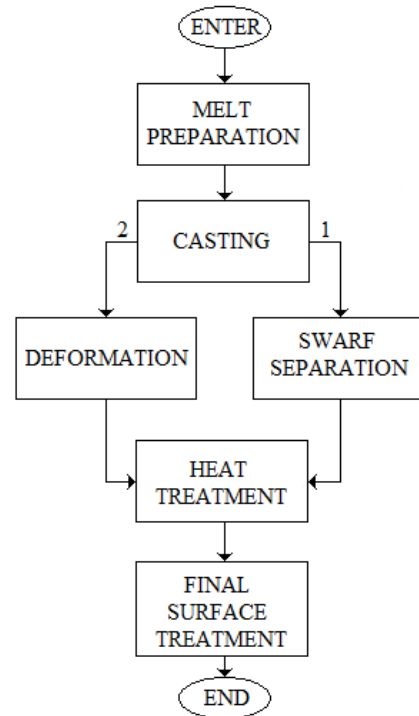 ENTER
MELT
PREPARATION
2
1
CASTING
DEFORMATION
SWARF
SEPARATION
HEAT
TREATMENT
FINAL
SURFACE
TREATMENT
END